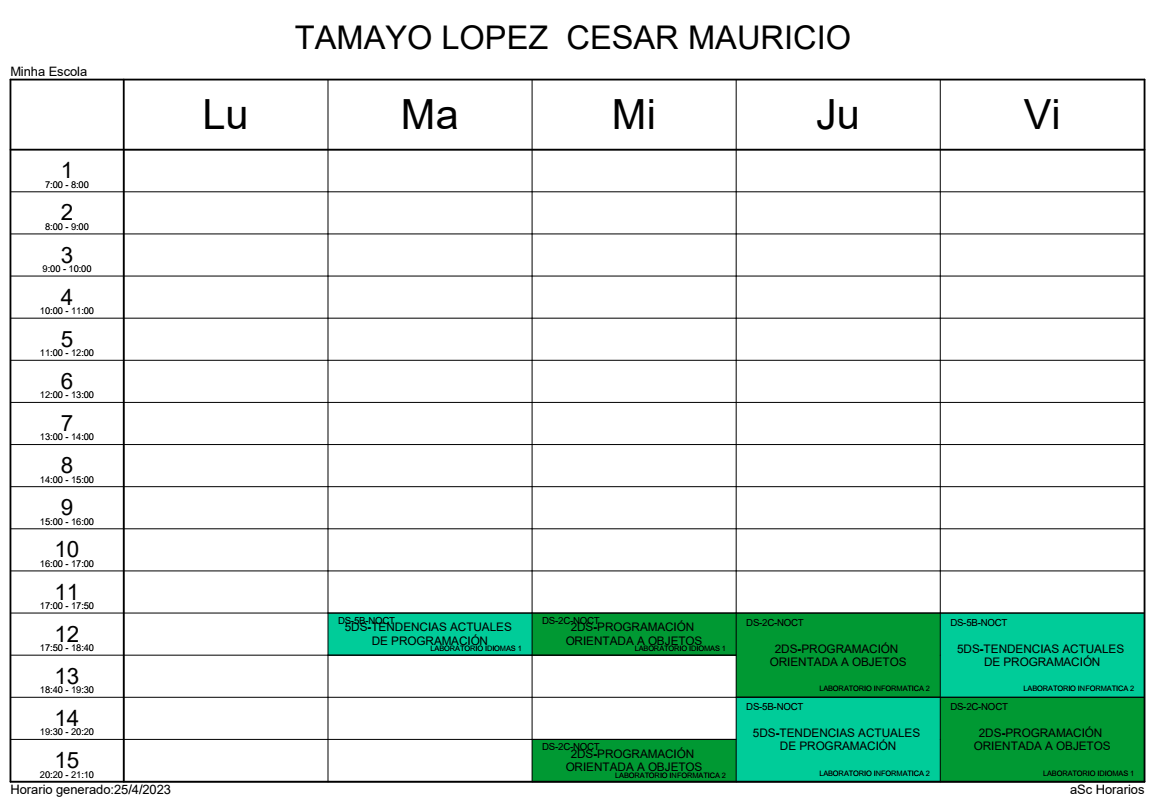 TAMAYO LOPEZ  CESAR MAURICIO
Minha Escola
Lu
Ma
Mi
Ju
Vi
1
7:00 - 8:00
2
8:00 - 9:00
3
9:00 - 10:00
4
10:00 - 11:00
5
11:00 - 12:00
6
12:00 - 13:00
7
13:00 - 14:00
8
14:00 - 15:00
9
15:00 - 16:00
10
16:00 - 17:00
11
17:00 - 17:50
12
17:50 - 18:40
DS-5B-NOCT
5DS-TENDENCIAS ACTUALES
DE PROGRAMACIÓN
LABORATORIO IDIOMAS 1
DS-2C-NOCT
2DS-PROGRAMACIÓN
ORIENTADA A OBJETOS
LABORATORIO IDIOMAS 1
DS-2C-NOCT
2DS-PROGRAMACIÓN
ORIENTADA A OBJETOS
LABORATORIO INFORMATICA 2
DS-5B-NOCT
5DS-TENDENCIAS ACTUALES
DE PROGRAMACIÓN
LABORATORIO INFORMATICA 2
13
18:40 - 19:30
14
19:30 - 20:20
DS-5B-NOCT
5DS-TENDENCIAS ACTUALES
DE PROGRAMACIÓN
LABORATORIO INFORMATICA 2
DS-2C-NOCT
2DS-PROGRAMACIÓN
ORIENTADA A OBJETOS
LABORATORIO IDIOMAS 1
15
20:20 - 21:10
DS-2C-NOCT
2DS-PROGRAMACIÓN
ORIENTADA A OBJETOS
LABORATORIO INFORMATICA 2
Horario generado:25/4/2023
aSc Horarios